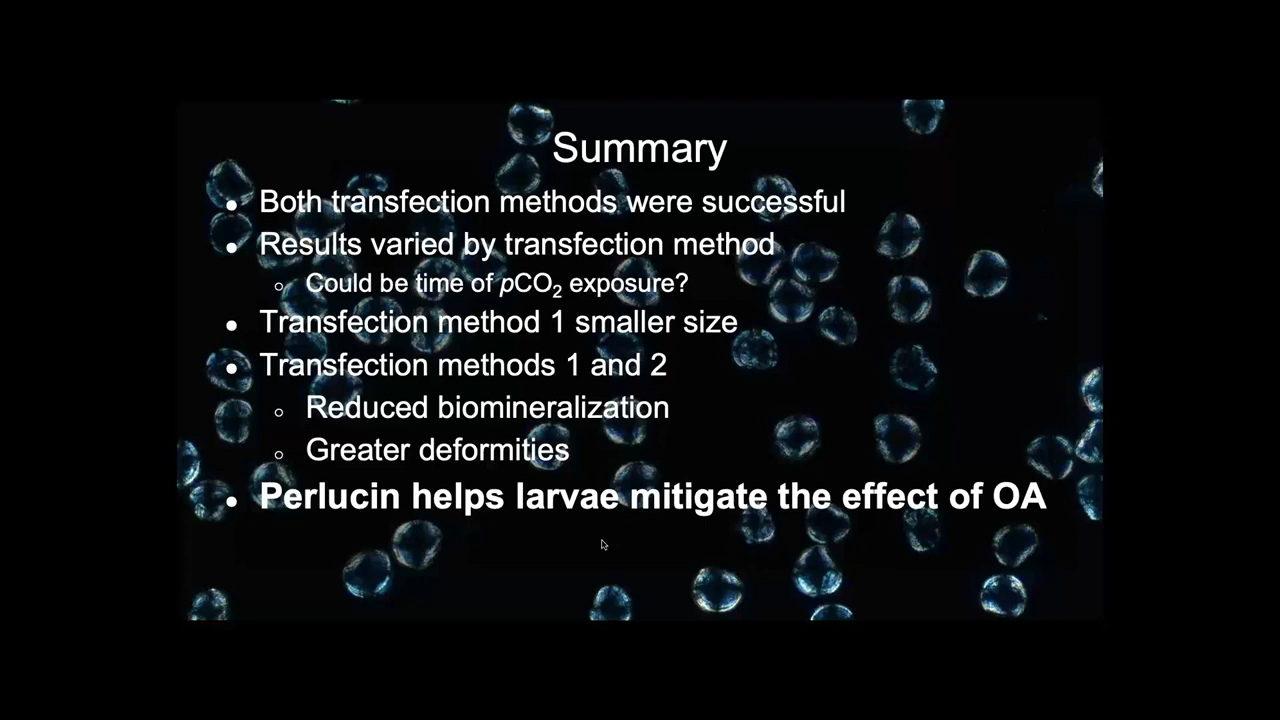 Summary
• Both transfection methods were successful
• Results varied by transfection method
○ Could be time of pCO₂ exposure?
• Transfection method 1 smaller size
• Transfection methods 1 and 2
○ Reduced biomineralization
○ Greater deformities
• Perlucin helps larvae mitigate the effect of OA